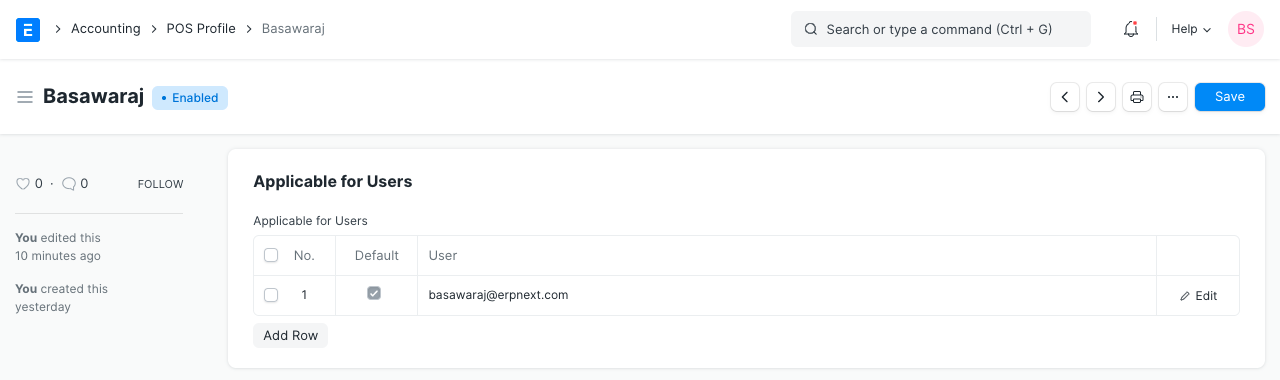 E Accounting POS Profile Basawaraj Search or type a command (Ctrl + G) Help BS
Basawaraj • Enabled ··· Save
0 · 0 FOLLOW
You edited this
10 minutes ago
You created this
yesterday
Applicable for Users
Applicable for Users
No. Default User
1 basawaraj@erpnext.com Edit
Add Row